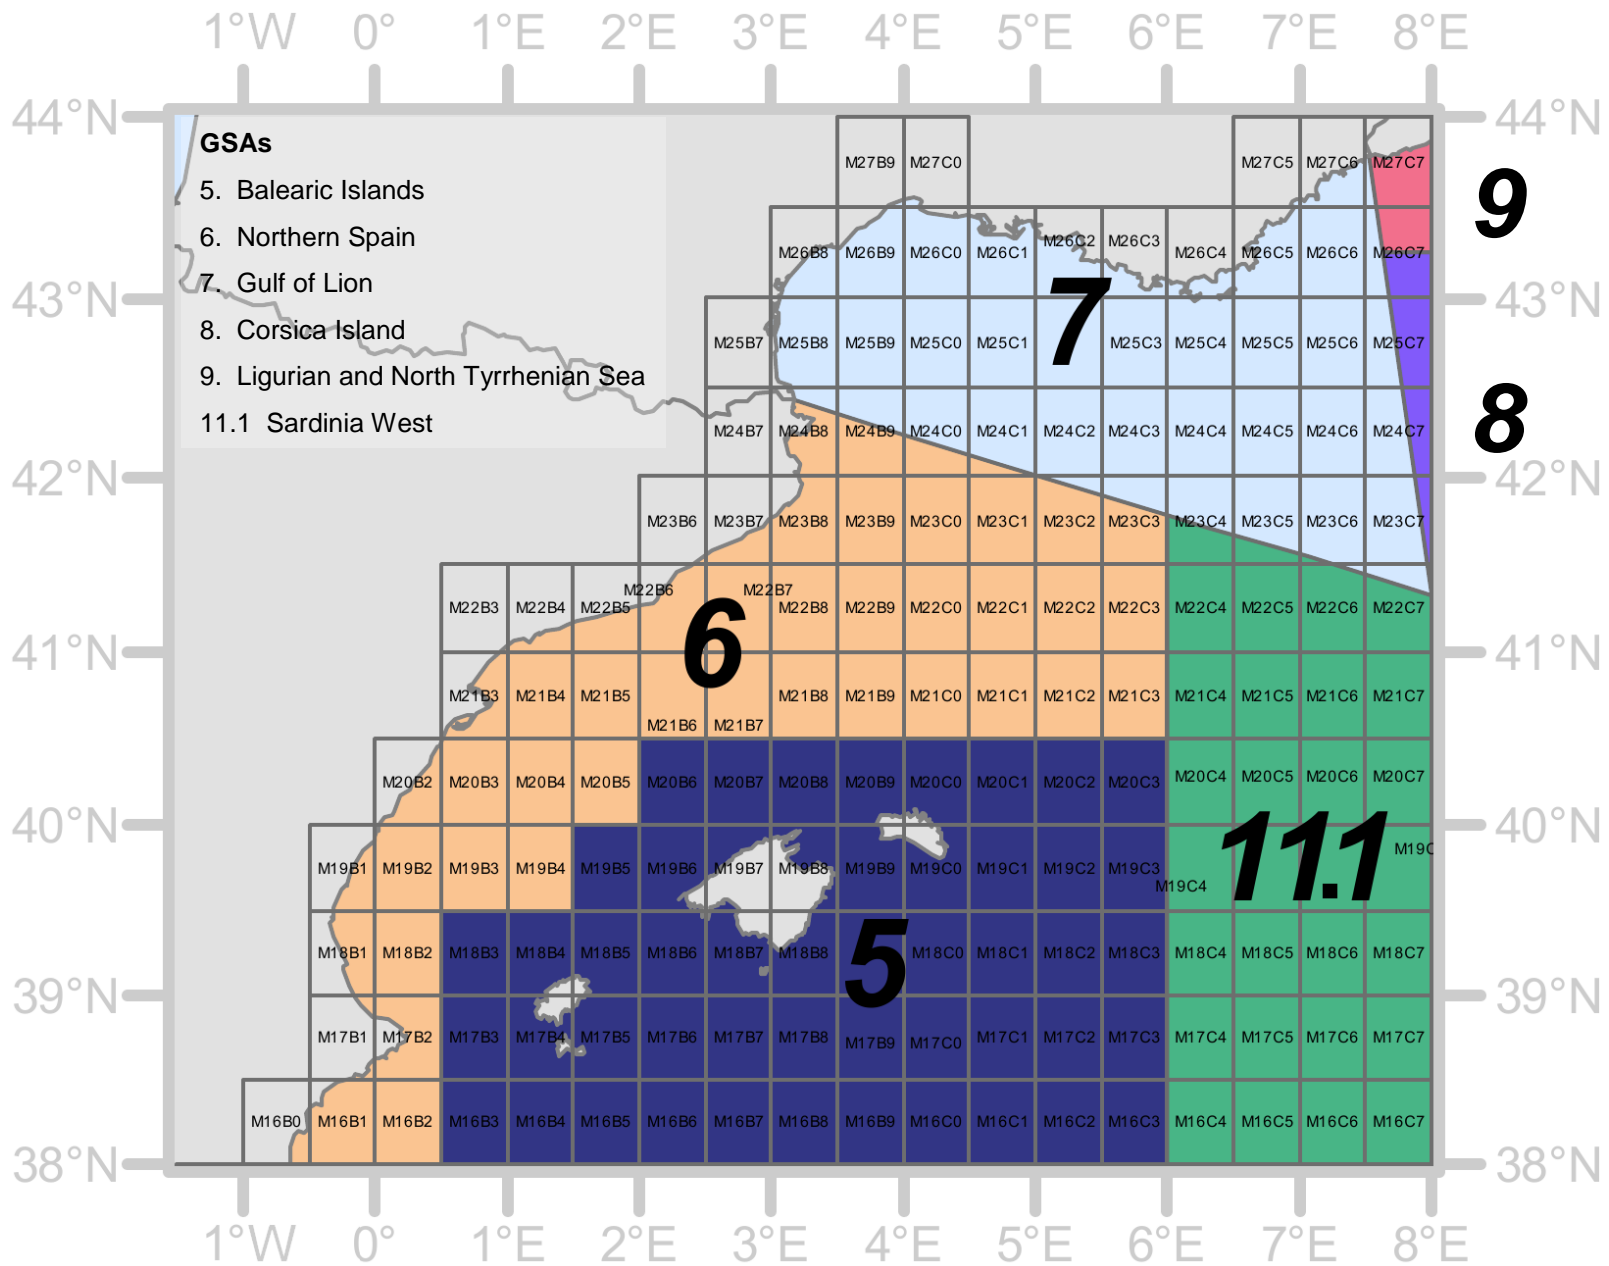 1°W 0° 1°E 2°E 3°E 4°E 5°E 6°E 7°E 8°E
44°N 44°N
GSAs
5. Balearic Islands
6. Northern Spain
7. Gulf of Lion
8. Corsica Island
9. Ligurian and North Tyrrhenian Sea
11.1 Sardinia West
M27B9 M27C0 M27C5 M27C6 M27C7
9
M26B8 M26B9 M26C0 M26C1 M26C2 M26C3 M26C4 M26C5 M26C6 M26C7
43°N 43°N
7
M25B7 M25B8 M25B9 M25C0 M25C1 M25C3 M25C4 M25C5 M25C6 M25C7
8
M24B7 M24B8 M24B9 M24C0 M24C1 M24C2 M24C3 M24C4 M24C5 M24C6 M24C7
42°N 42°N
M23B6 M23B7 M23B8 M23B9 M23C0 M23C1 M23C2 M23C3 M23C4 M23C5 M23C6 M23C7
M22B6 M22B7
M22B3 M22B4 M22B5 M22B8 M22B9 M22C0 M22C1 M22C2 M22C3 M22C4 M22C5 M22C6 M22C7
6
41°N 41°N
M21B3 M21B4 M21B5 M21B8 M21B9 M21C0 M21C1 M21C2 M21C3 M21C4 M21C5 M21C6 M21C7
M21B6 M21B7
M20B2 M20B3 M20B4 M20B5 M20B6 M20B7 M20B8 M20B9 M20C0 M20C1 M20C2 M20C3 M20C4 M20C5 M20C6 M20C7
40°N 40°N
11.1
M19C
M19B1 M19B2 M19B3 M19B4 M19B5 M19B6 M19B7 M19B8 M19B9 M19C0 M19C1 M19C2 M19C3
M19C4
M18B1 M18B2 M18B3 M18B4 M18B5 M18B6 M18B7 M18B8 M18C0 M18C1 M18C2 M18C3 M18C4 M18C5 M18C6 M18C7
5
39°N 39°N
M17B1 M17B2 M17B3 M17B4 M17B5 M17B6 M17B7 M17B8 M17B9 M17C0 M17C1 M17C2 M17C3 M17C4 M17C5 M17C6 M17C7
M16B0 M16B1 M16B2 M16B3 M16B4 M16B5 M16B6 M16B7 M16B8 M16B9 M16C0 M16C1 M16C2 M16C3 M16C4 M16C5 M16C6 M16C7
38°N 38°N
1°W 0° 1°E 2°E 3°E 4°E 5°E 6°E 7°E 8°E